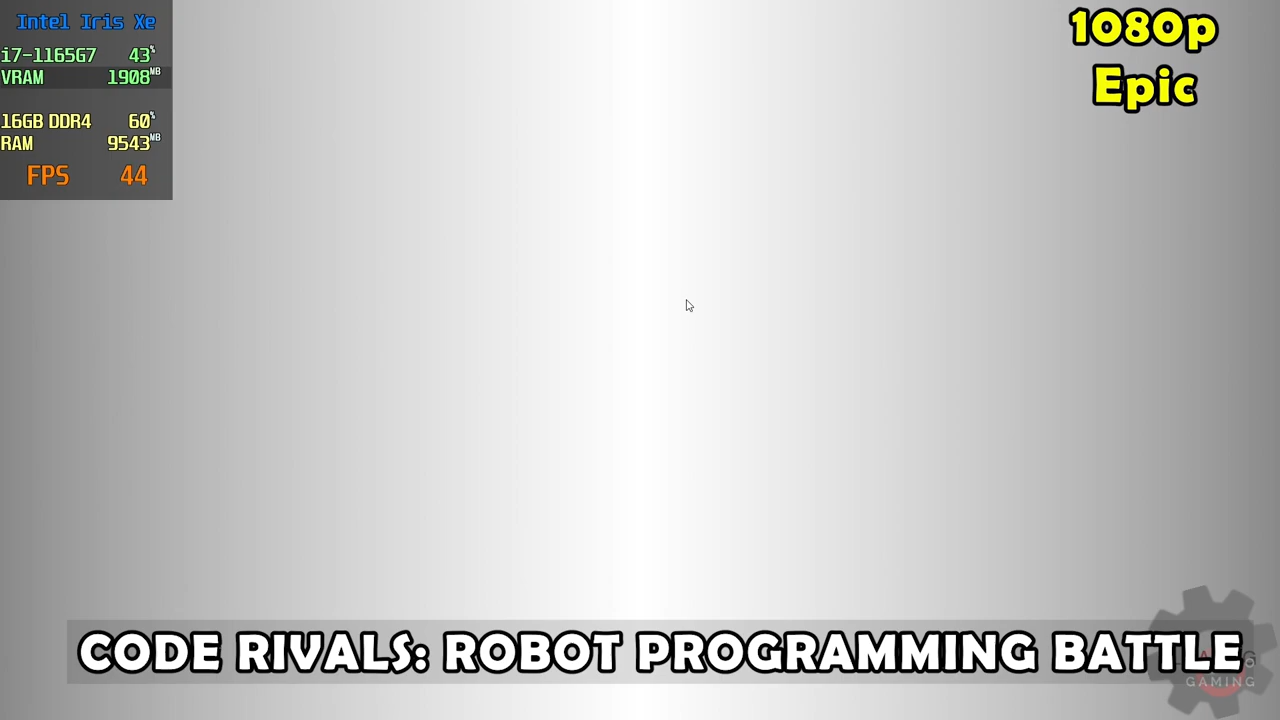 Intel Iris Xe
i7-1165G7 43%
VRAM 1908MB
16GB DDR4 60%
RAM 9543MB
FPS 44
1080p
Epic
CODE RIVALS: ROBOT PROGRAMMING BATTLE
GAMING